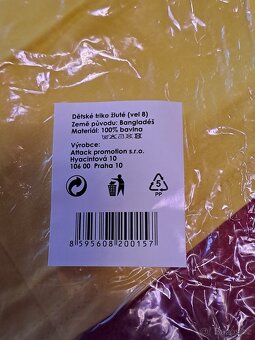 Dětské triko žluté (vel 8)
Země původu: Bangladéš
Materiál: 100% bavlna
Výrobce:
Attack promotion s.r.o.
Hyacintová 10
106 00 Praha 10
5
PP
8 595608 200157